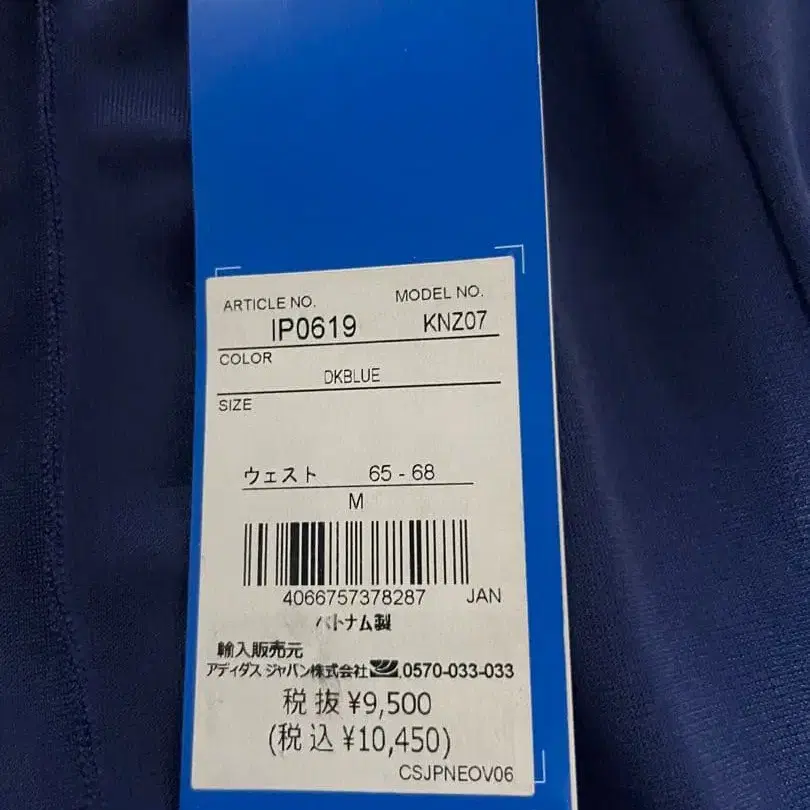 ARTICLE NO. MODEL NO.
IP0619 KNZ07
COLOR
DKBLUE
SIZE
ウェスト 65 - 68
M
4066757378287 JAN
ベトナム製
輸入販売元
アディダス ジャパン株式会社 0570-033-033
税抜 ¥9,500
(税込 ¥10,450)
CSJPNEOV06